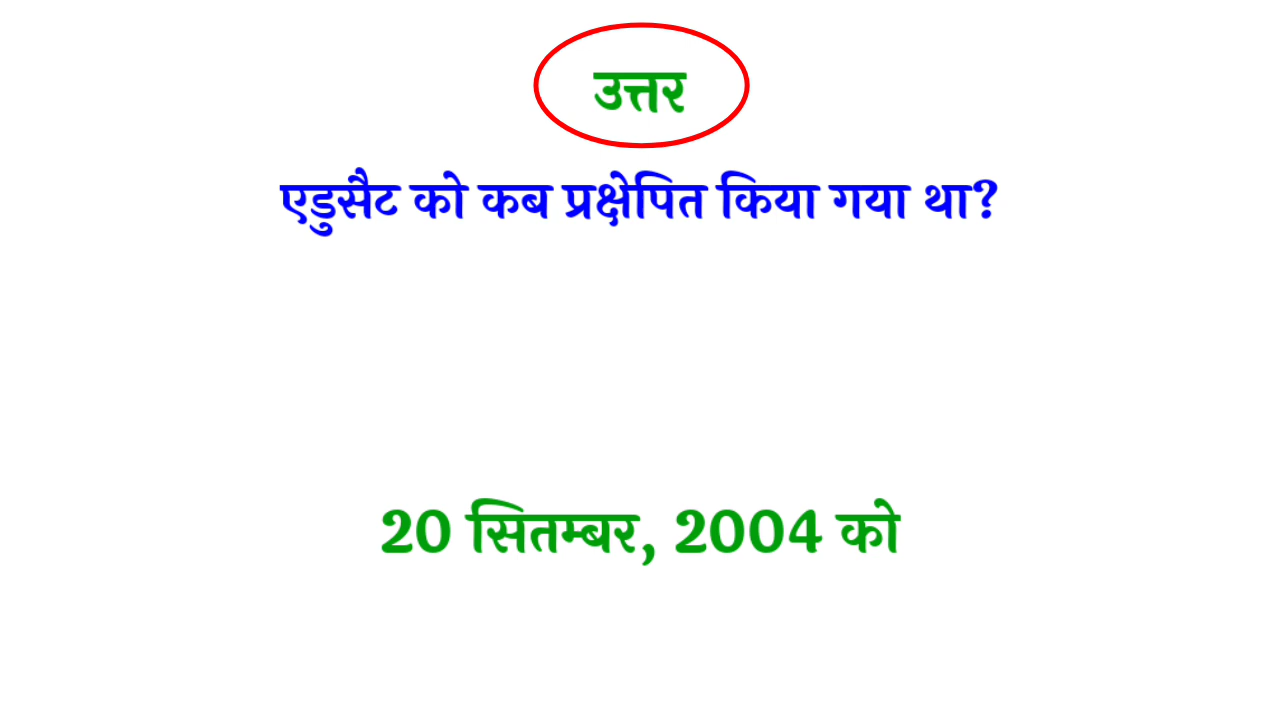 उत्तर
एडुसैट को कब प्रक्षेपित किया गया था?
20 सितम्बर, 2004 को